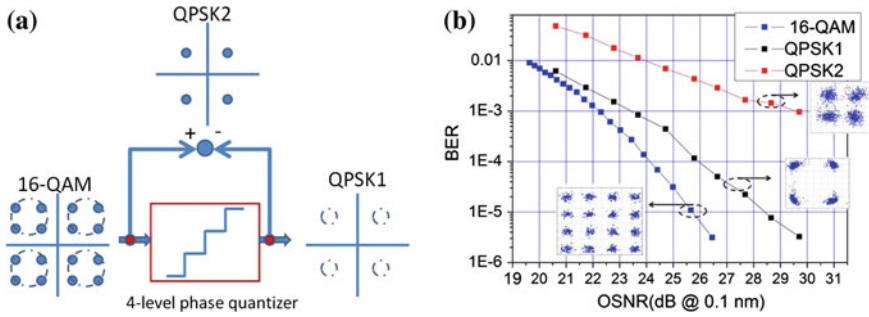 (a)
QPSK2
+ -
16-QAM
QPSK1
4-level phase quantizer
(b)
16-QAM
QPSK1
QPSK2
BER
0.01
1E-3
1E-4
1E-5
1E-6
19 20 21 22 23 24 25 26 27 28 29 30 31
OSNR(dB @ 0.1 nm)